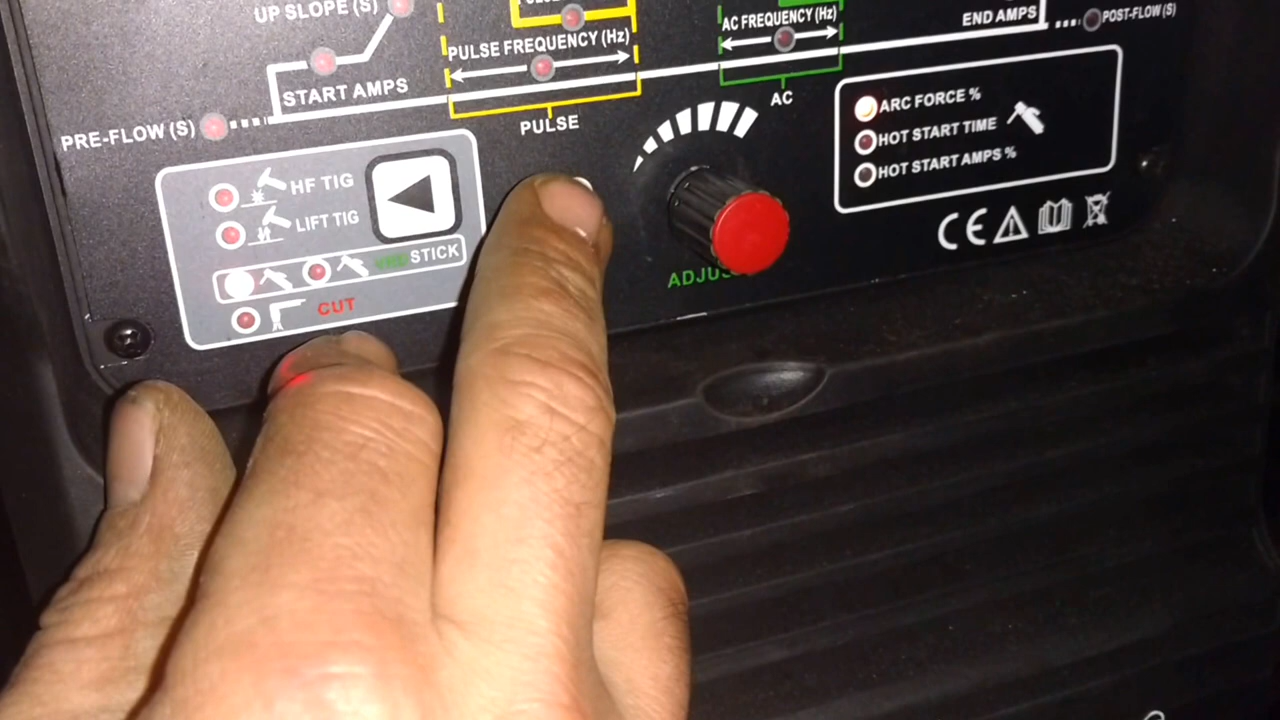 UP SLOPE (S)
PULSE FREQUENCY (Hz)
AC FREQUENCY (Hz)
END AMPS
POST-FLOW (S)
START AMPS
AC
PRE-FLOW (S)
PULSE
ARC FORCE %
HOT START TIME
HOT START AMPS %
HF TIG
LIFT TIG
STICK
CUT
CE